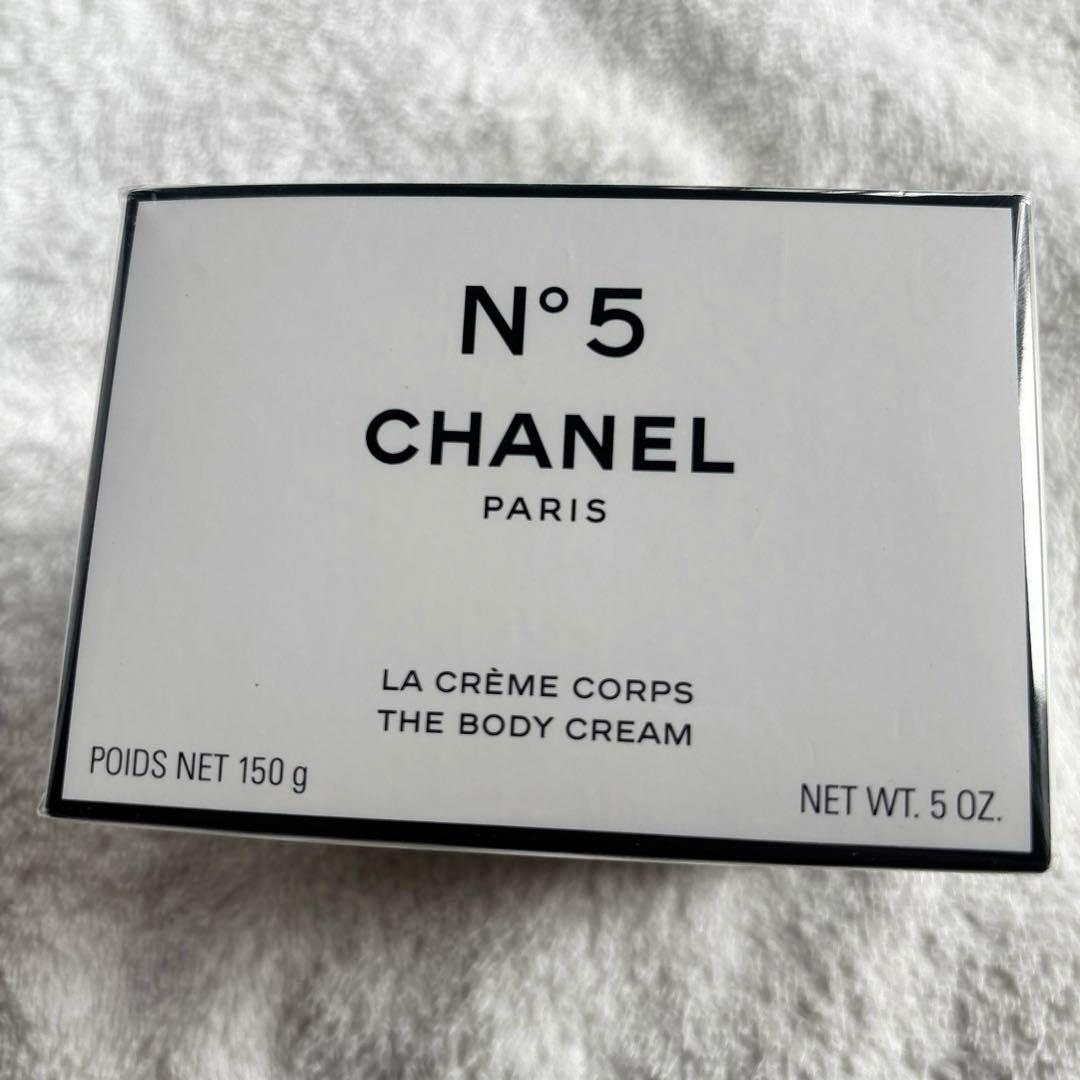 N°5
CHANEL
PARIS
LA CRÈME CORPS
THE BODY CREAM
POIDS NET 150 g
NET WT. 5 OZ.